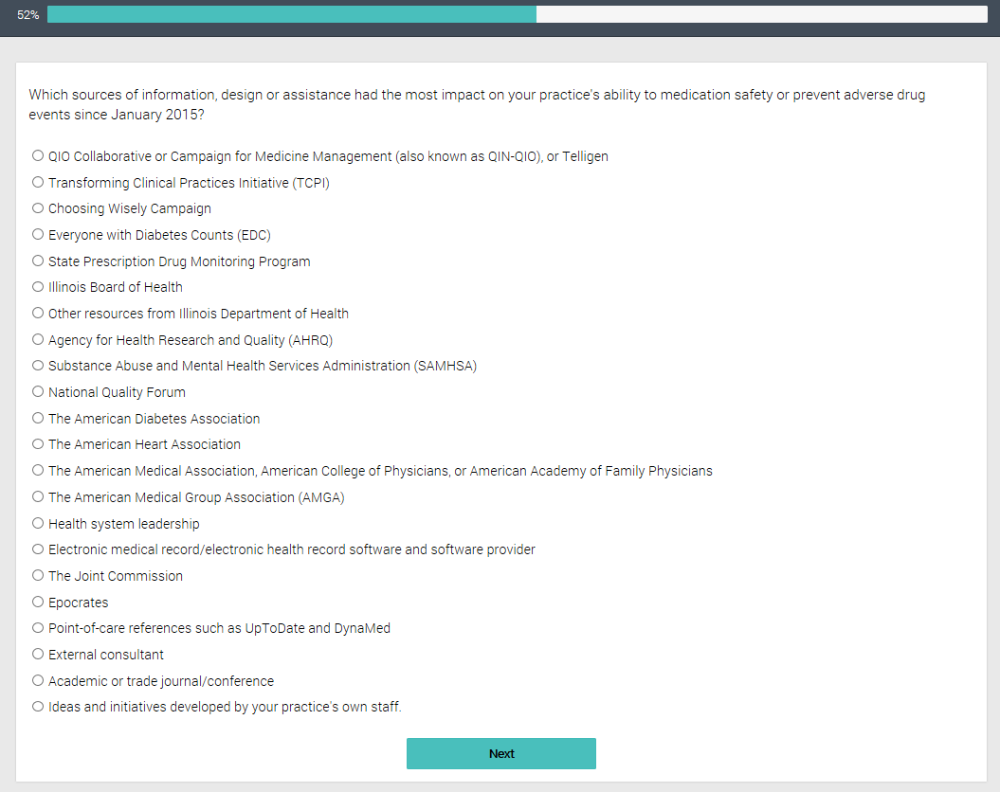 52%
Which sources of information, design or assistance had the most impact on your practice's ability to medication safety or prevent adverse drug
events since January 2015?
QIO Collaborative or Campaign for Medicine Management (also known as QIN-QIO), or Telligen
Transforming Clinical Practices Initiative (TCPI)
Choosing Wisely Campaign
Everyone with Diabetes Counts (EDC)
State Prescription Drug Monitoring Program
Illinois Board of Health
Other resources from Illinois Department of Health
Agency for Health Research and Quality (AHRQ)
Substance Abuse and Mental Health Services Administration (SAMHSA)
National Quality Forum
The American Diabetes Association
The American Heart Association
The American Medical Association, American College of Physicians, or American Academy of Family Physicians
The American Medical Group Association (AMGA)
Health system leadership
Electronic medical record/electronic health record software and software provider
The Joint Commission
Epocrates
Point-of-care references such as UpToDate and DynaMed
External consultant
Academic or trade journal/conference
Ideas and initiatives developed by your practice's own staff.
Next